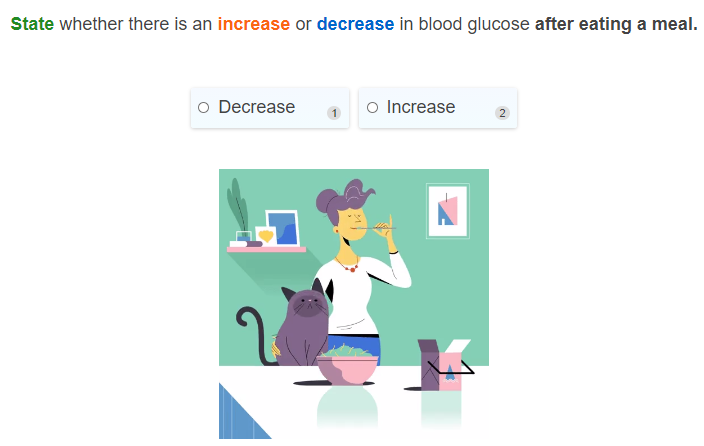 State whether there is an increase or decrease in blood glucose after eating a meal.
Decrease 1
Increase 2